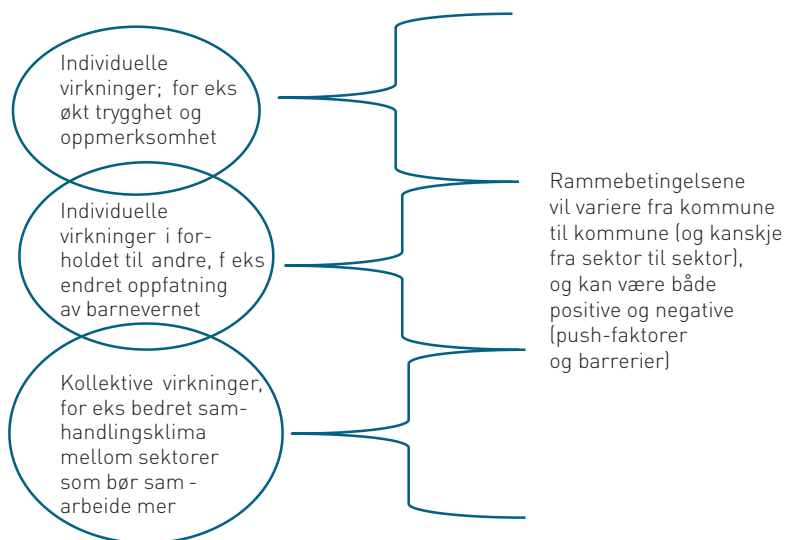 Individuelle
virkninger; for eks
økt trygghet og
oppmerksomhet
Individuelle
virkninger i for-
holdet til andre, f eks
endret oppfatning
av barnevernet
Kollektive virkninger,
for eks bedret sam-
handlingsklima
mellom sektorer
som bør sam -
arbeide mer
Rammebetingelsene
vil variere fra kommune
til kommune (og kanskje
fra sektor til sektor),
og kan være både
positive og negative
(push-faktorer
og barrerier)